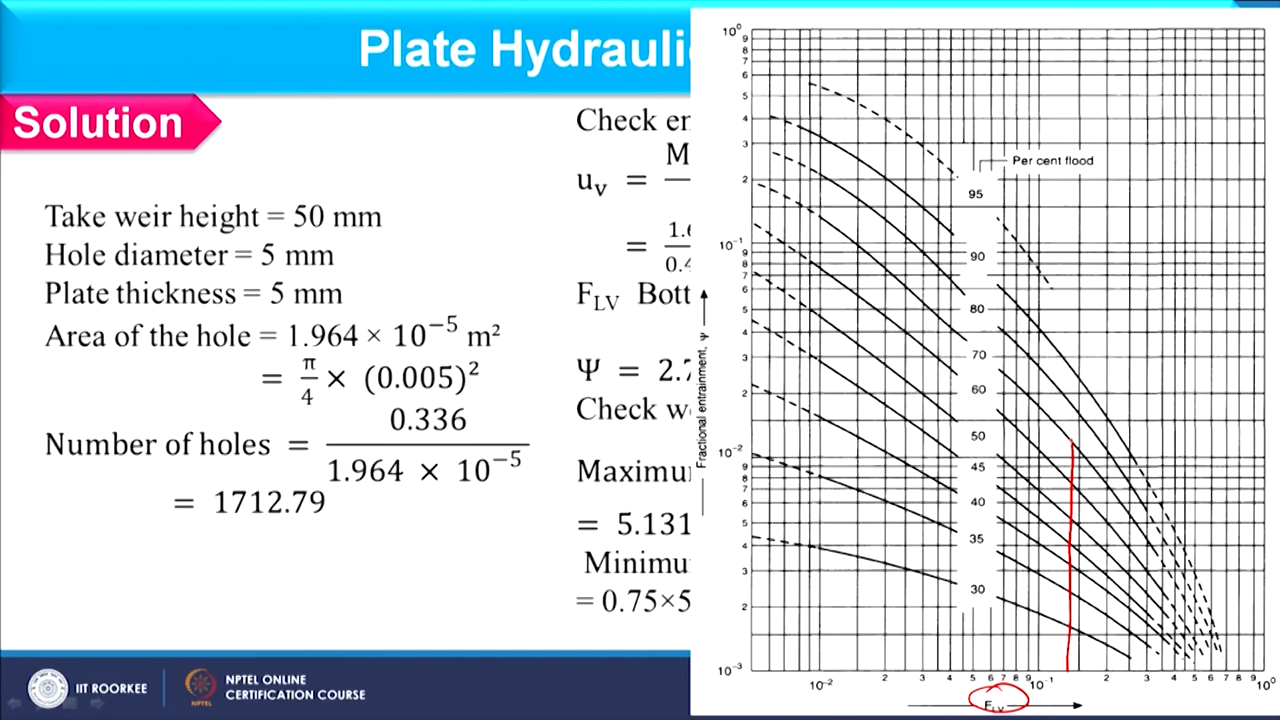 Plate Hydrauli
Solution
Take weir height = 50 mm
Hole diameter = 5 mm
Plate thickness = 5 mm
Area of the hole = 1.964 × 10⁻⁵ m²
= π/4 × (0.005)²
Number of holes = 0.336 / 1.964 × 10⁻⁵
= 1712.79
Check en
u_v = M
= 1.6 / 0.4
F_LV Bott
Ψ = 2.7
Check w
Maximu
= 5.131
Minimu
= 0.75×5
Per cent flood
95
90
80
70
60
50
45
40
35
30
Fractional entrainment, Ψ
10⁰
9
8
7
6
5
4
3
2
10⁻¹
9
8
7
6
5
4
3
2
10⁻²
9
8
7
6
5
4
3
2
10⁻³
10⁻² 2 3 4 5 6 7 8 9 10⁻¹ 2 3 4 5 6 7 8 9 10⁰
F_LV
IIT ROORKEE
NPTEL
NPTEL ONLINE
CERTIFICATION COURSE